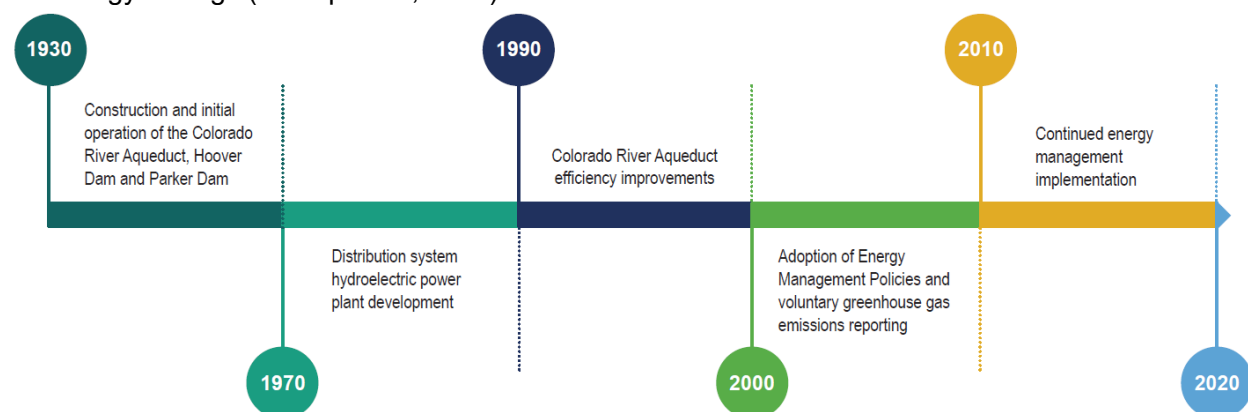 1930
1990
2010
Construction and initial
operation of the Colorado
River Aqueduct, Hoover
Dam and Parker Dam
Colorado River Aqueduct
efficiency improvements
Continued energy
management
implementation
Distribution system
hydroelectric power
plant development
Adoption of Energy
Management Policies and
voluntary greenhouse gas
emissions reporting
1970
2000
2020